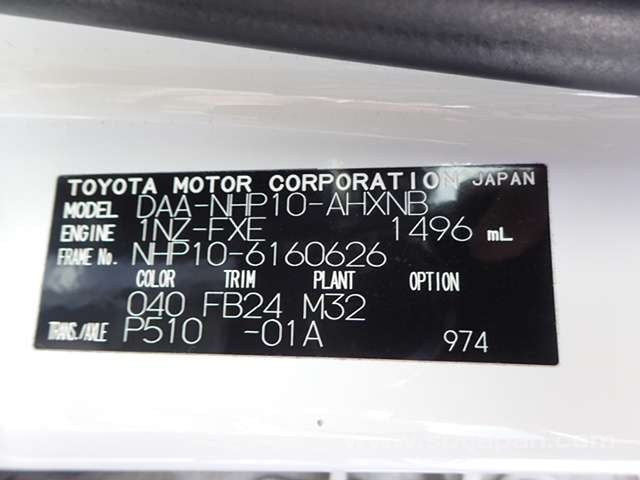 TOYOTA MOTOR CORPORATION JAPAN
MODEL DAA-NHP10-AHXNB
ENGINE 1NZ-FXE 1496 mL
FRAME No. NHP10-6160626
COLOR TRIM PLANT OPTION
040 FB24 M32
TRANS./AXLE P510 -01A 974